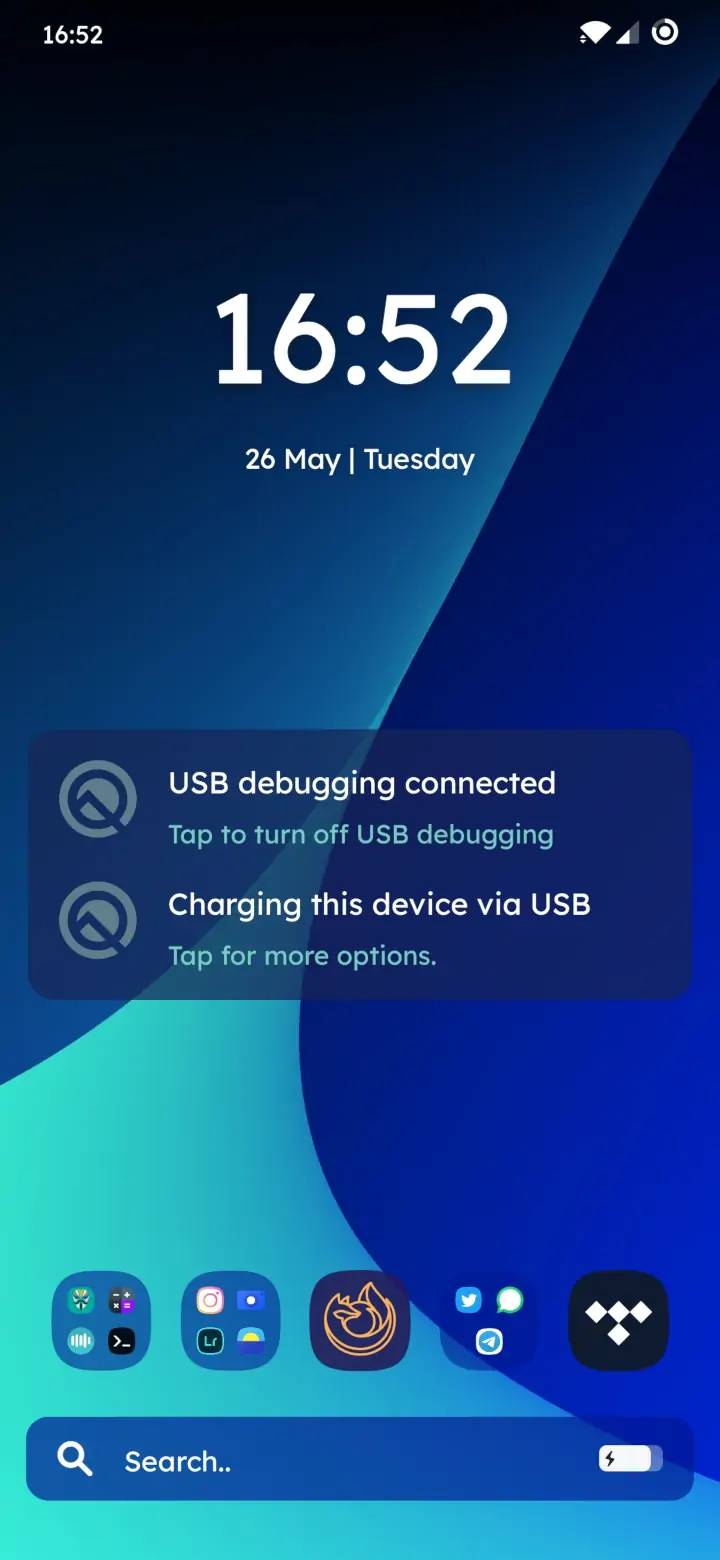 16:52
16:52
26 May | Tuesday
USB debugging connected
Tap to turn off USB debugging
Charging this device via USB
Tap for more options.
Lr
Search..